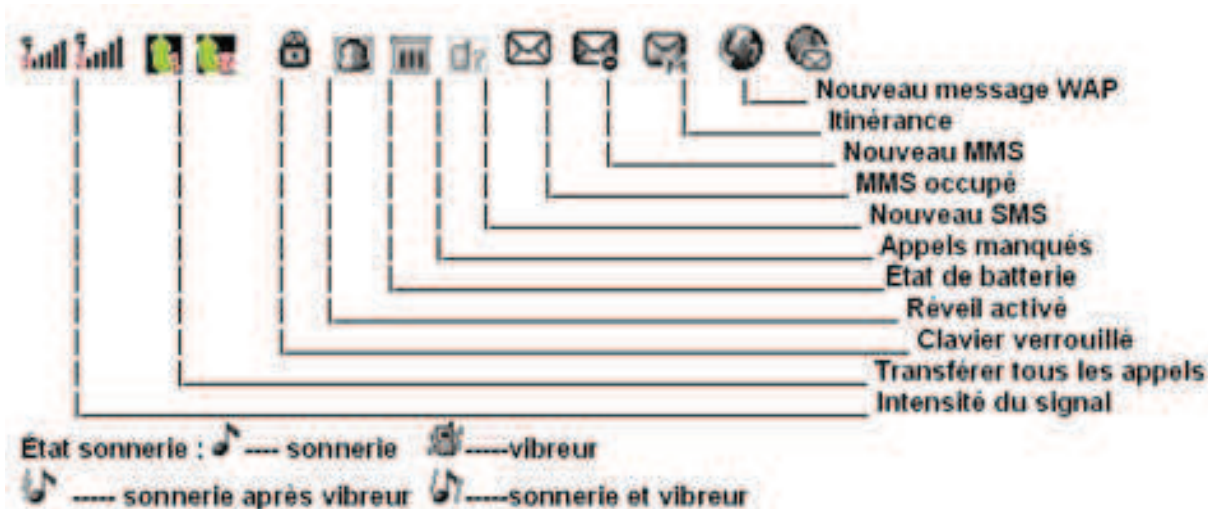 Nouveau message WAP
Itinérance
Nouveau MMS
MMS occupé
Nouveau SMS
Appels manqués
État de batterie
Réveil activé
Clavier verrouillé
Transférer tous les appels
Intensité du signal
État sonnerie : ---- sonnerie -----vibreur
----- sonnerie après vibreur -----sonnerie et vibreur